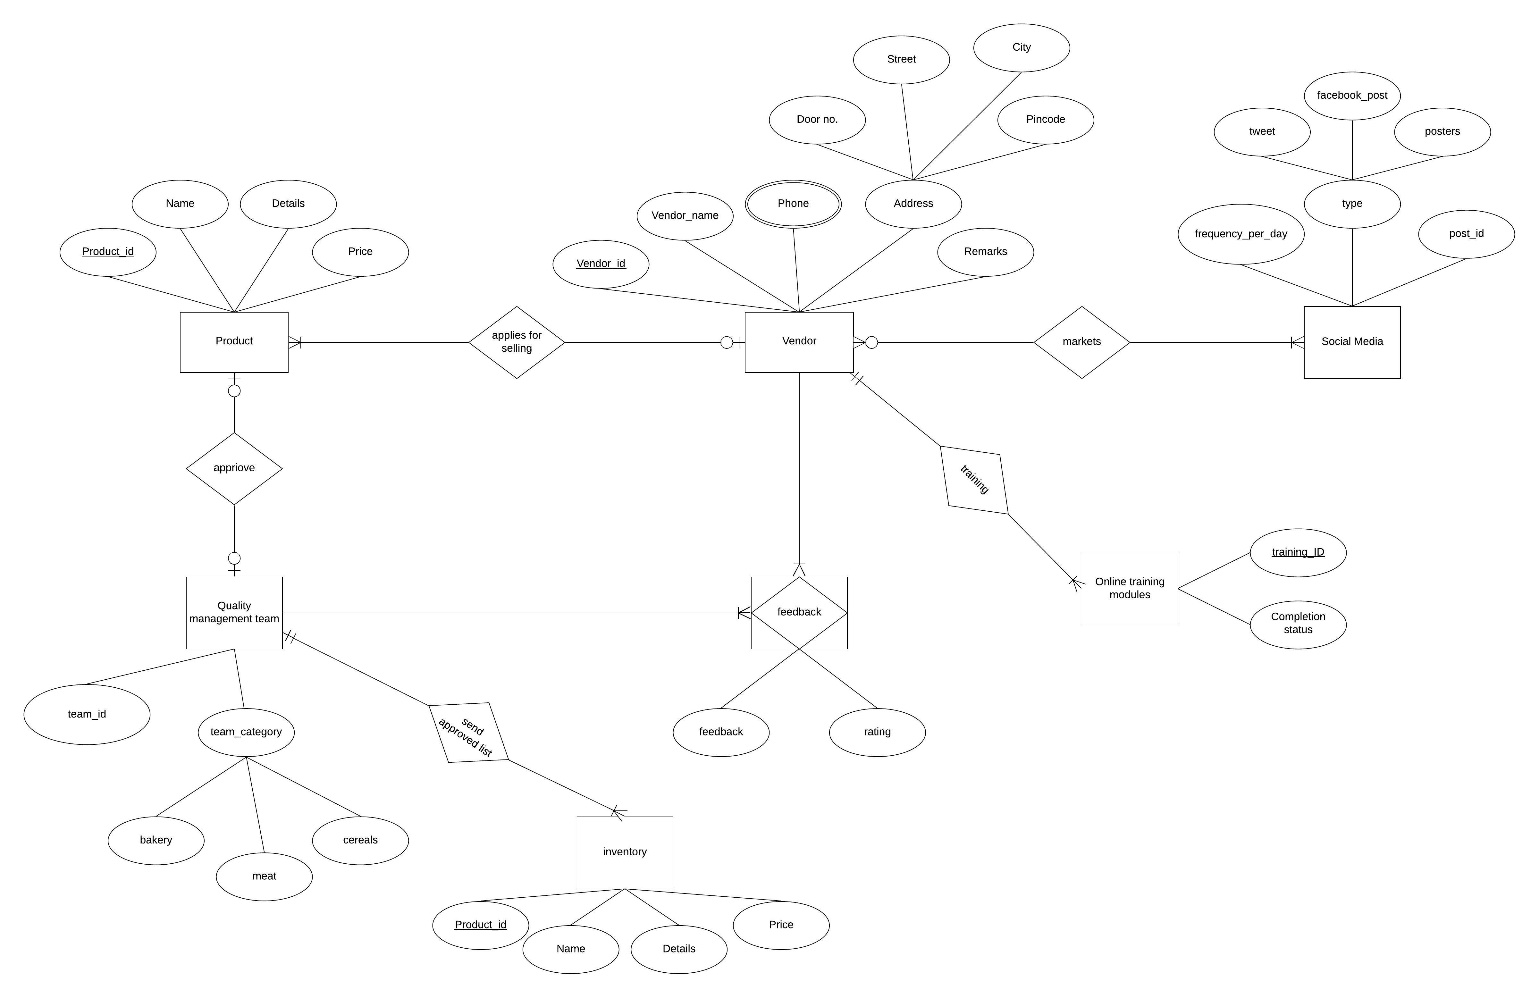 City
Street
facebook_post
Door no.
Pincode
tweet
posters
Name
Details
Phone
Address
type
Vendor_name
frequency_per_day
post_id
Product_id
Price
Vendor_id
Remarks
Product
applies for
selling
Vendor
markets
Social Media
appriove
training
training_ID
Online training
modules
Quality
management team
feedback
Completion
status
team_id
team_category
send
approved list
feedback
rating
bakery
cereals
meat
inventory
Product_id
Price
Name
Details